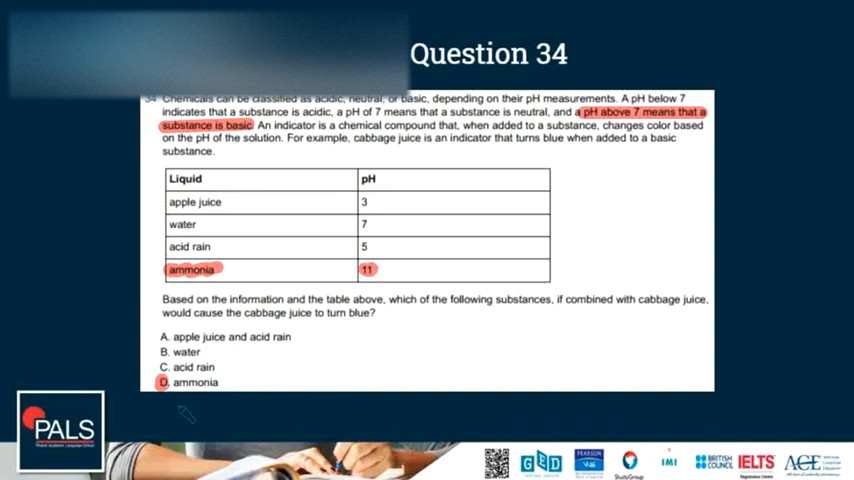 Question 34
34 Chemicals can be classified as acidic, neutral, or basic, depending on their pH measurements. A pH below 7
indicates that a substance is acidic, a pH of 7 means that a substance is neutral, and a pH above 7 means that a
substance is basic. An indicator is a chemical compound that, when added to a substance, changes color based
on the pH of the solution. For example, cabbage juice is an indicator that turns blue when added to a basic
substance.
Liquid pH
apple juice 3
water 7
acid rain 5
ammonia 11
Based on the information and the table above, which of the following substances, if combined with cabbage juice,
would cause the cabbage juice to turn blue?
A. apple juice and acid rain
B. water
C. acid rain
D. ammonia
PALS
GED
PEARSON
VUE
StudyGroup
IMI
BRITISH
COUNCIL
IELTS
ACE